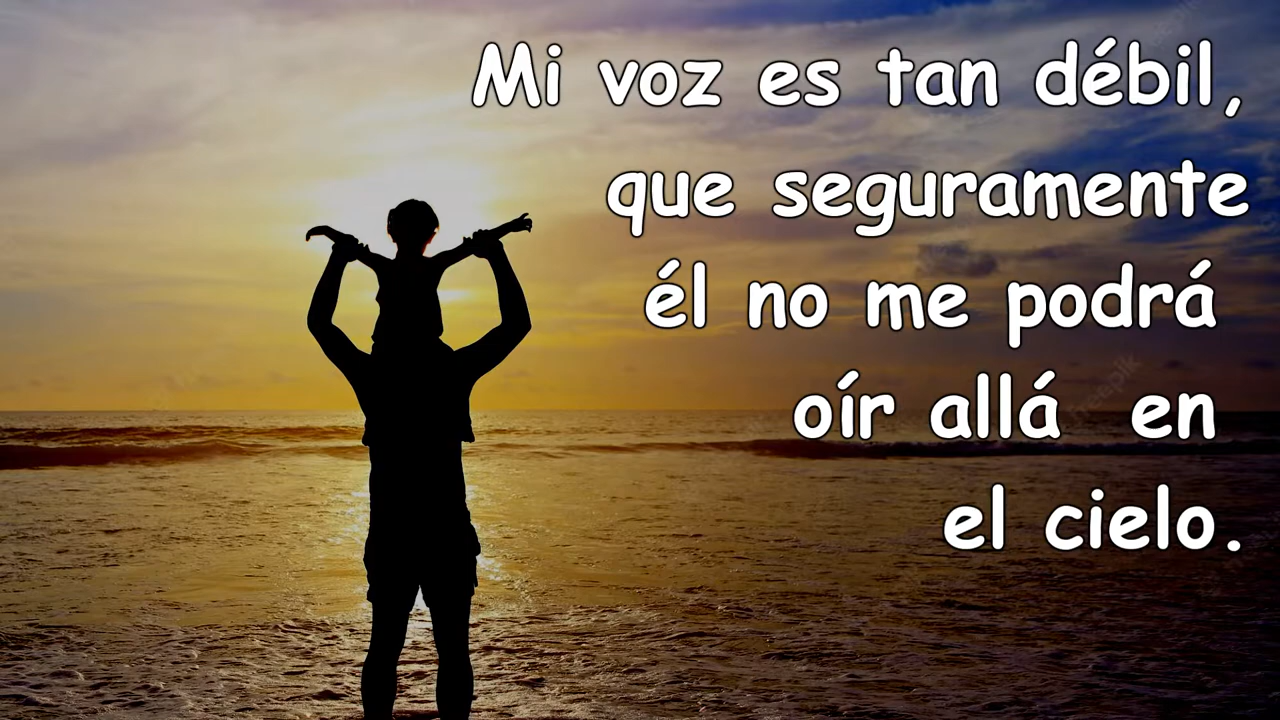 Mi voz es tan débil,
que seguramente
él no me podrá
oír allá en
el cielo.